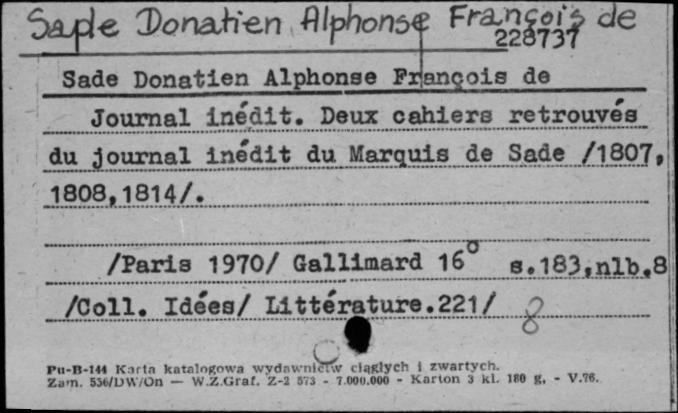 Sade Donatien Alphonse François de
228737
Sade Donatien Alphonse François de
Journal inédit. Deux cahiers retrouvés
du journal inédit du Marquis de Sade /1807,
1808,1814/.
/Paris 1970/ Gallimard 16° s.183,nlb.8
/Coll. Idées/ Littérature.221/ 8
Pu-B-144 Karta katalogowa wydawnictw ciągłych i zwartych.
Zam. 556/DW/On — W.Z.Graf. Z-2 573 - 7.000.000 - Karton 3 kl. 180 g. - V.76.